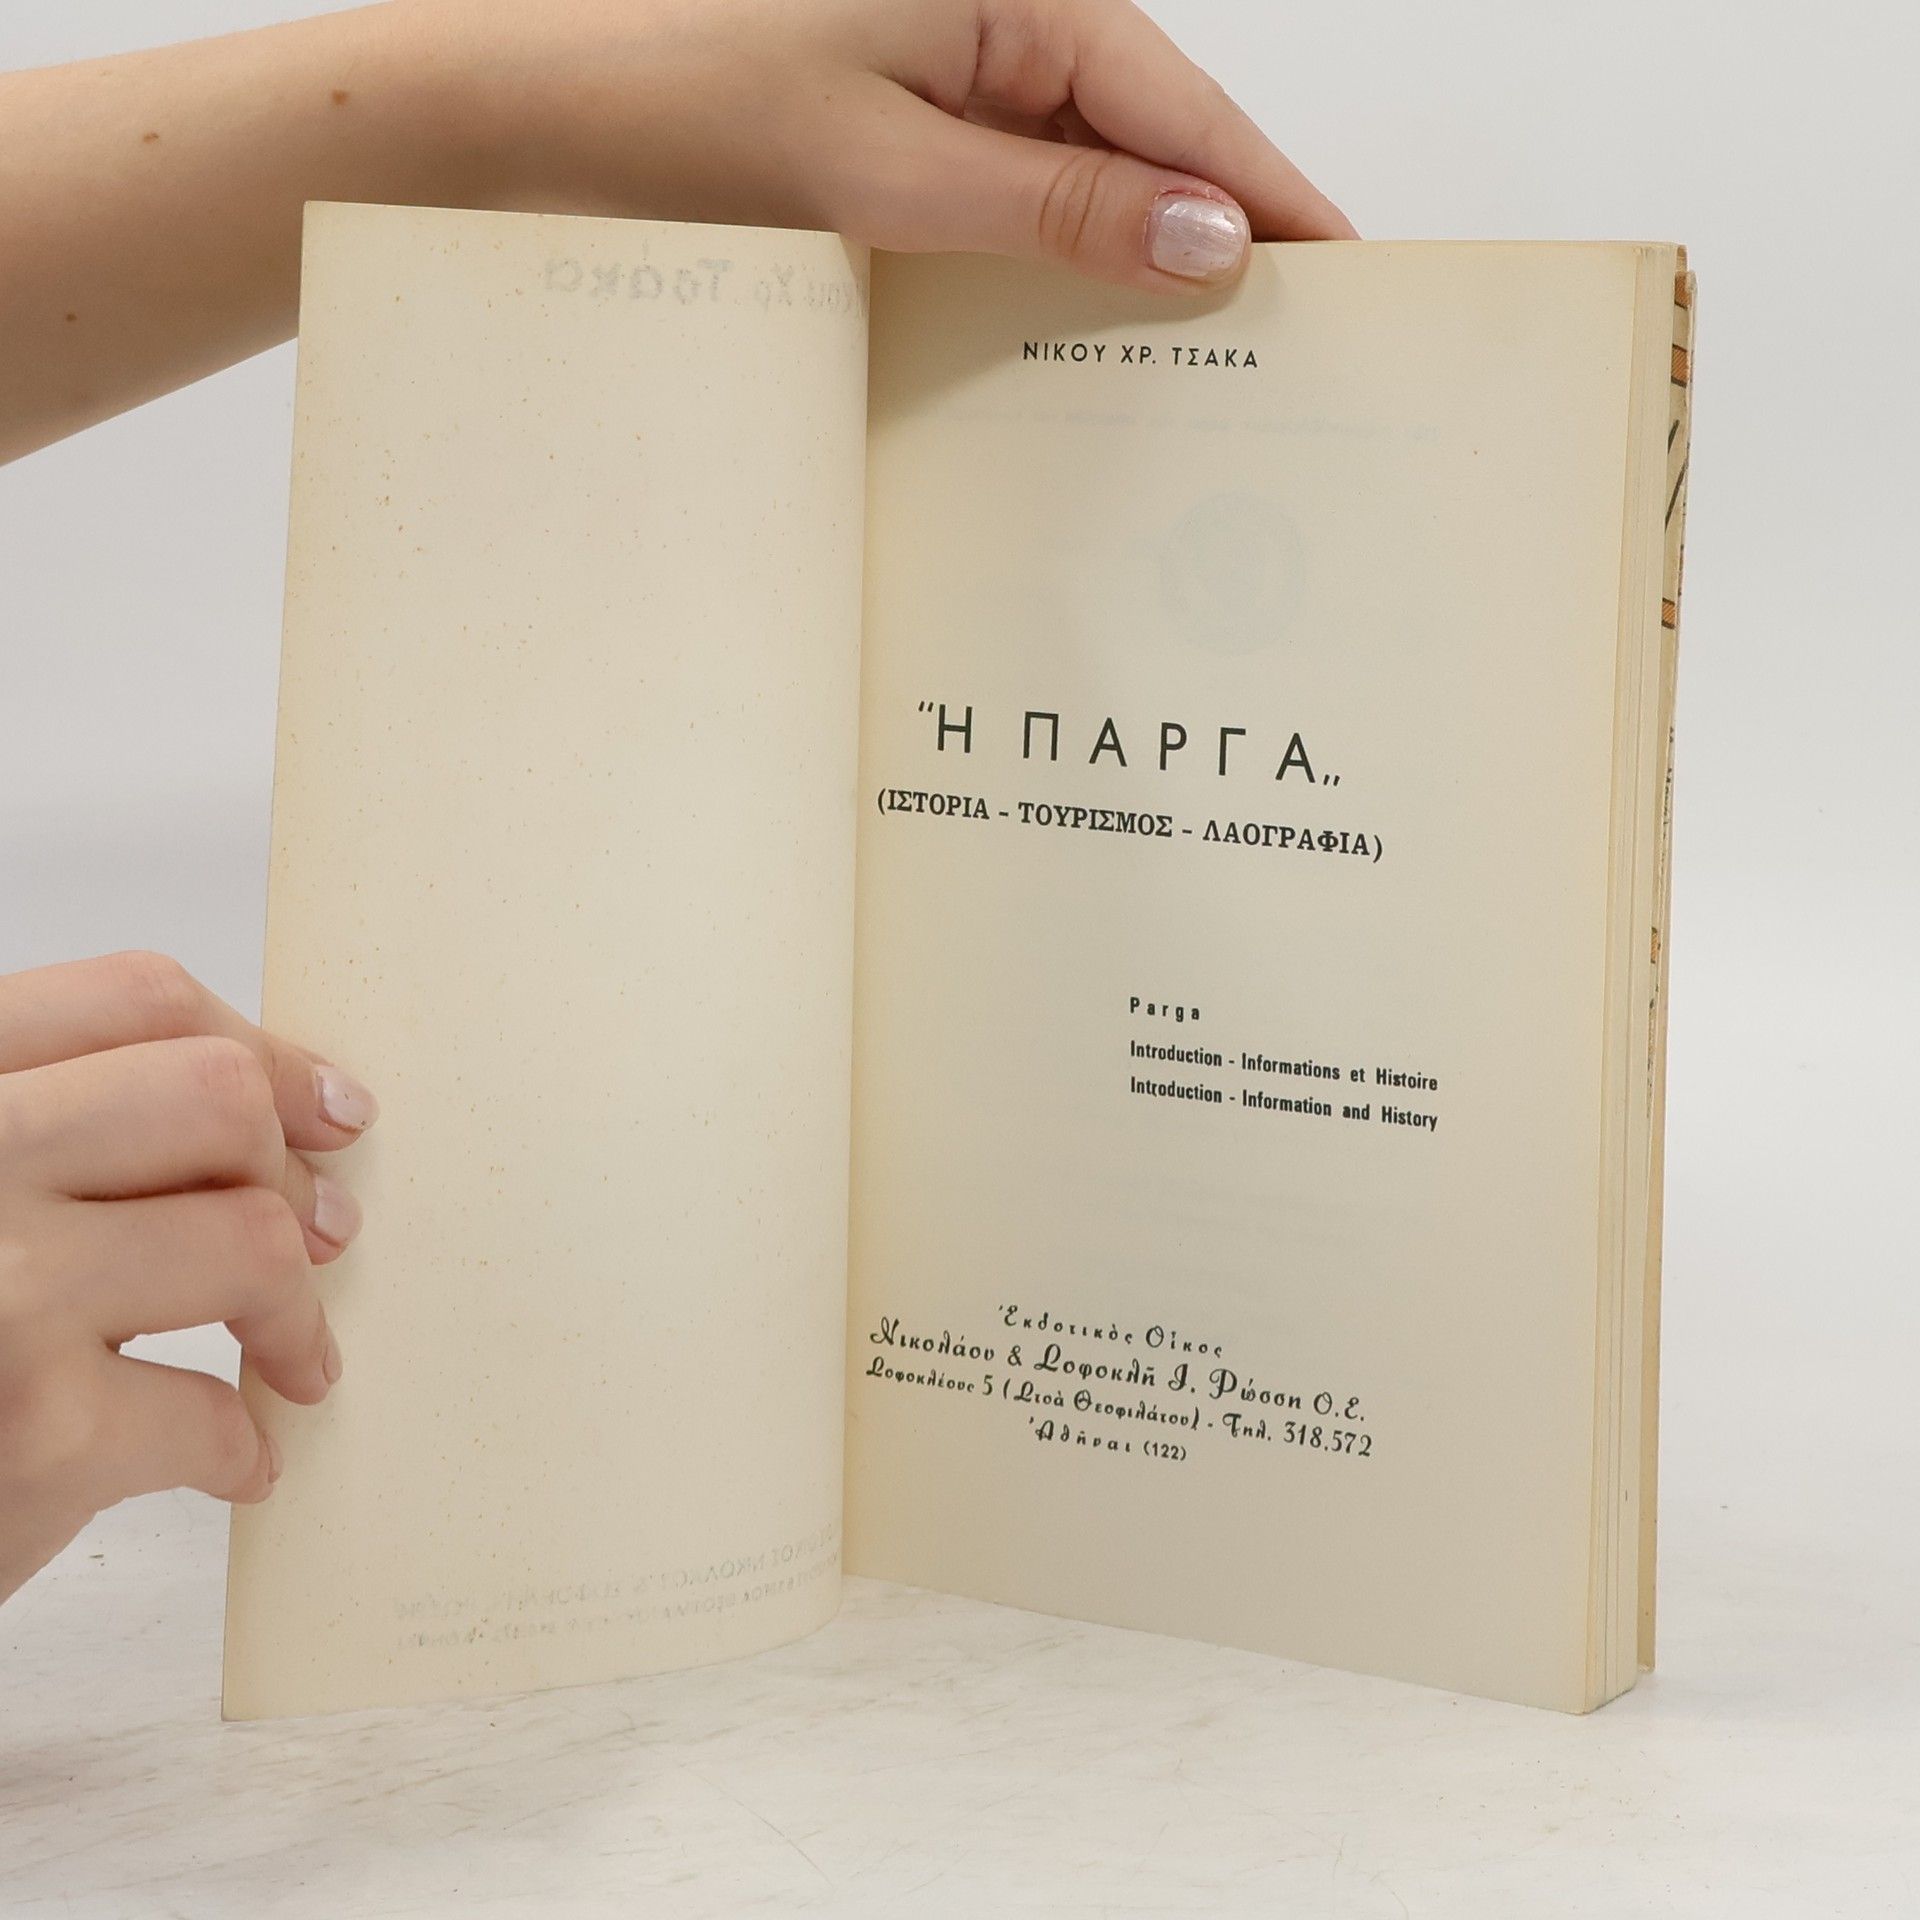 ΝΙΚΟΥ ΧΡ. ΤΣΑΚΑ
“Η ΠΑΡΓΑ„
(ΙΣΤΟΡΙΑ - ΤΟΥΡΙΣΜΟΣ - ΛΑΟΓΡΑΦΙΑ)
Parga
Introduction - Informations et Histoire
Introduction - Information and History
Ἐκδοτικὸς Οἶκος
Νικολάου & Σοφοκλῆ Ι. Ρώσση Ο.Ε.
Σοφοκλέους 5 (Στοὰ Θεοφιλάτου) - Τηλ. 318.572
Ἀθῆναι (122)